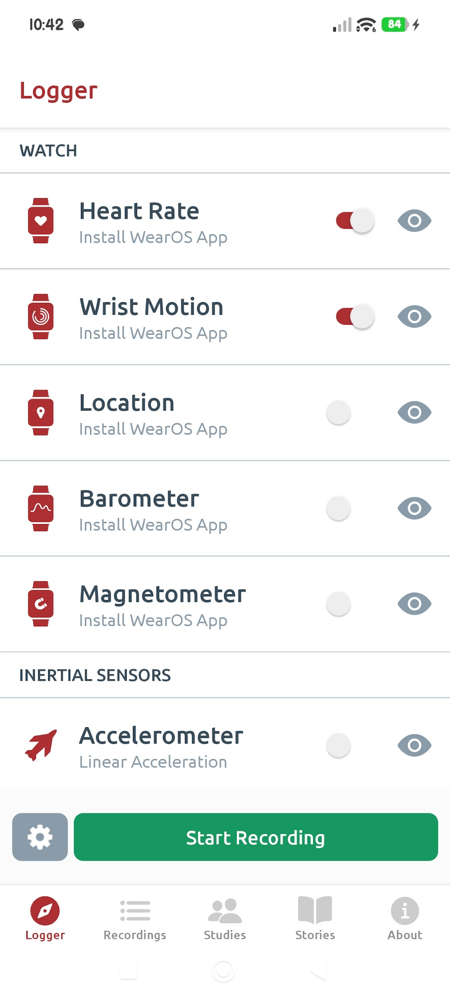 10:42
6
84
Logger
WATCH
Heart Rate
Install WearOS App
Wrist Motion
Install WearOS App
Location
Install WearOS App
Barometer
Install WearOS App
Magnetometer
Install WearOS App
INERTIAL SENSORS
Accelerometer
Linear Acceleration
Start Recording
Logger
Recordings
Studies
Stories
About